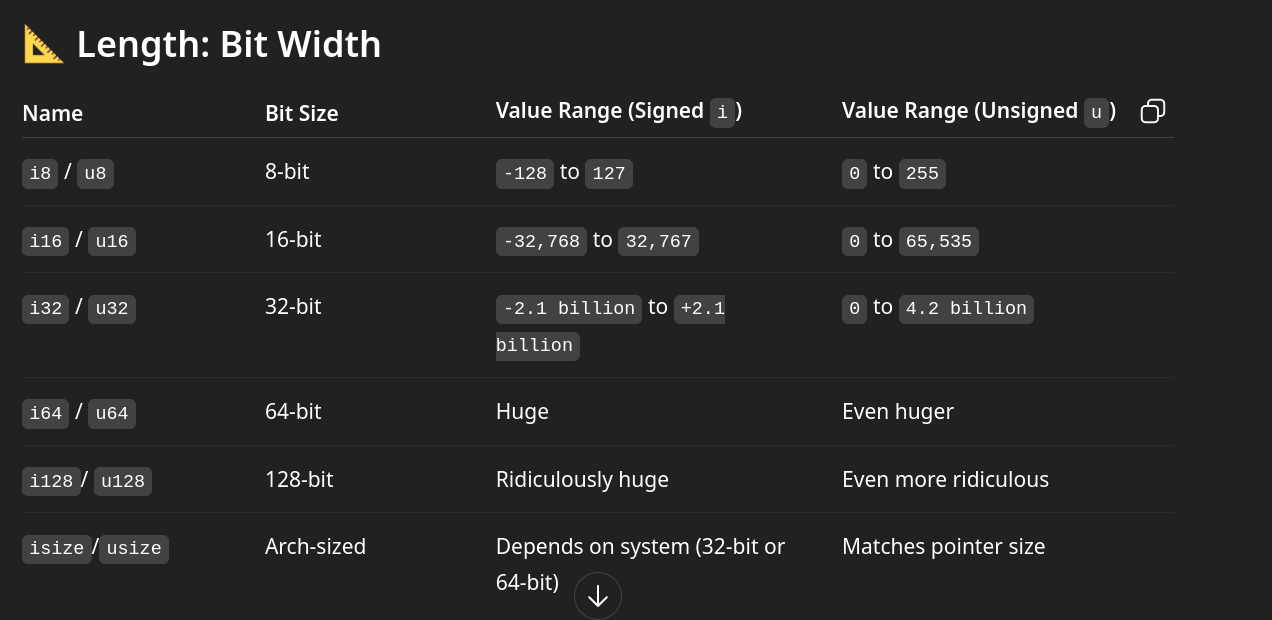 📐 Length: Bit Width
Name Bit Size Value Range (Signed i) Value Range (Unsigned u)
i8 / u8 8-bit -128 to 127 0 to 255
i16 / u16 16-bit -32,768 to 32,767 0 to 65,535
i32 / u32 32-bit -2.1 billion to +2.1 0 to 4.2 billion
billion
i64 / u64 64-bit Huge Even huger
i128/ u128 128-bit Ridiculously huge Even more ridiculous
isize/usize Arch-sized Depends on system (32-bit or Matches pointer size
64-bit)